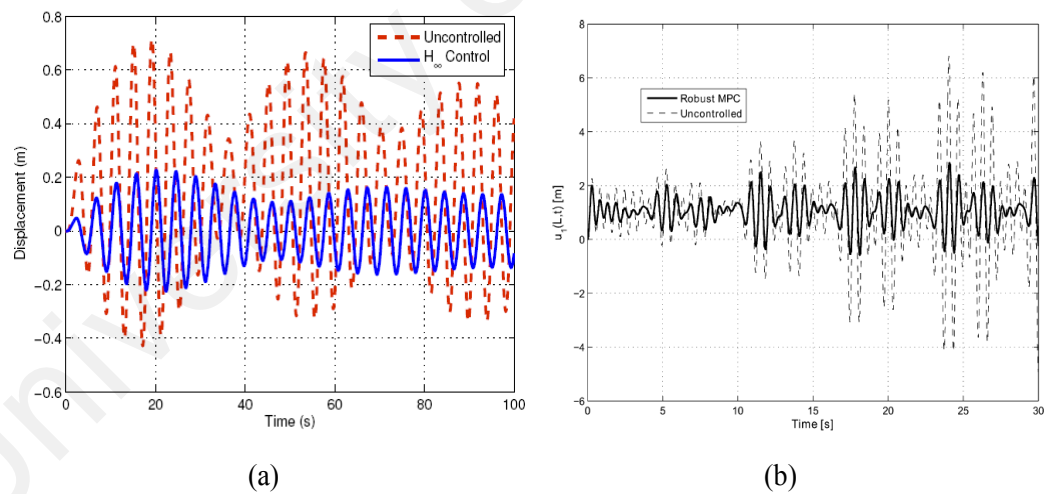 0.8
0.6
0.4
0.2
0
−0.2
−0.4
−0.6
Displacement (m)
0
20
40
60
80
100
Time (s)
Uncontrolled
H∞ Control
(a)
8
6
4
2
0
−2
−4
−6
u₁(L,t) [m]
0
5
10
15
20
25
30
Time [s]
Robust MPC
Uncontrolled
(b)